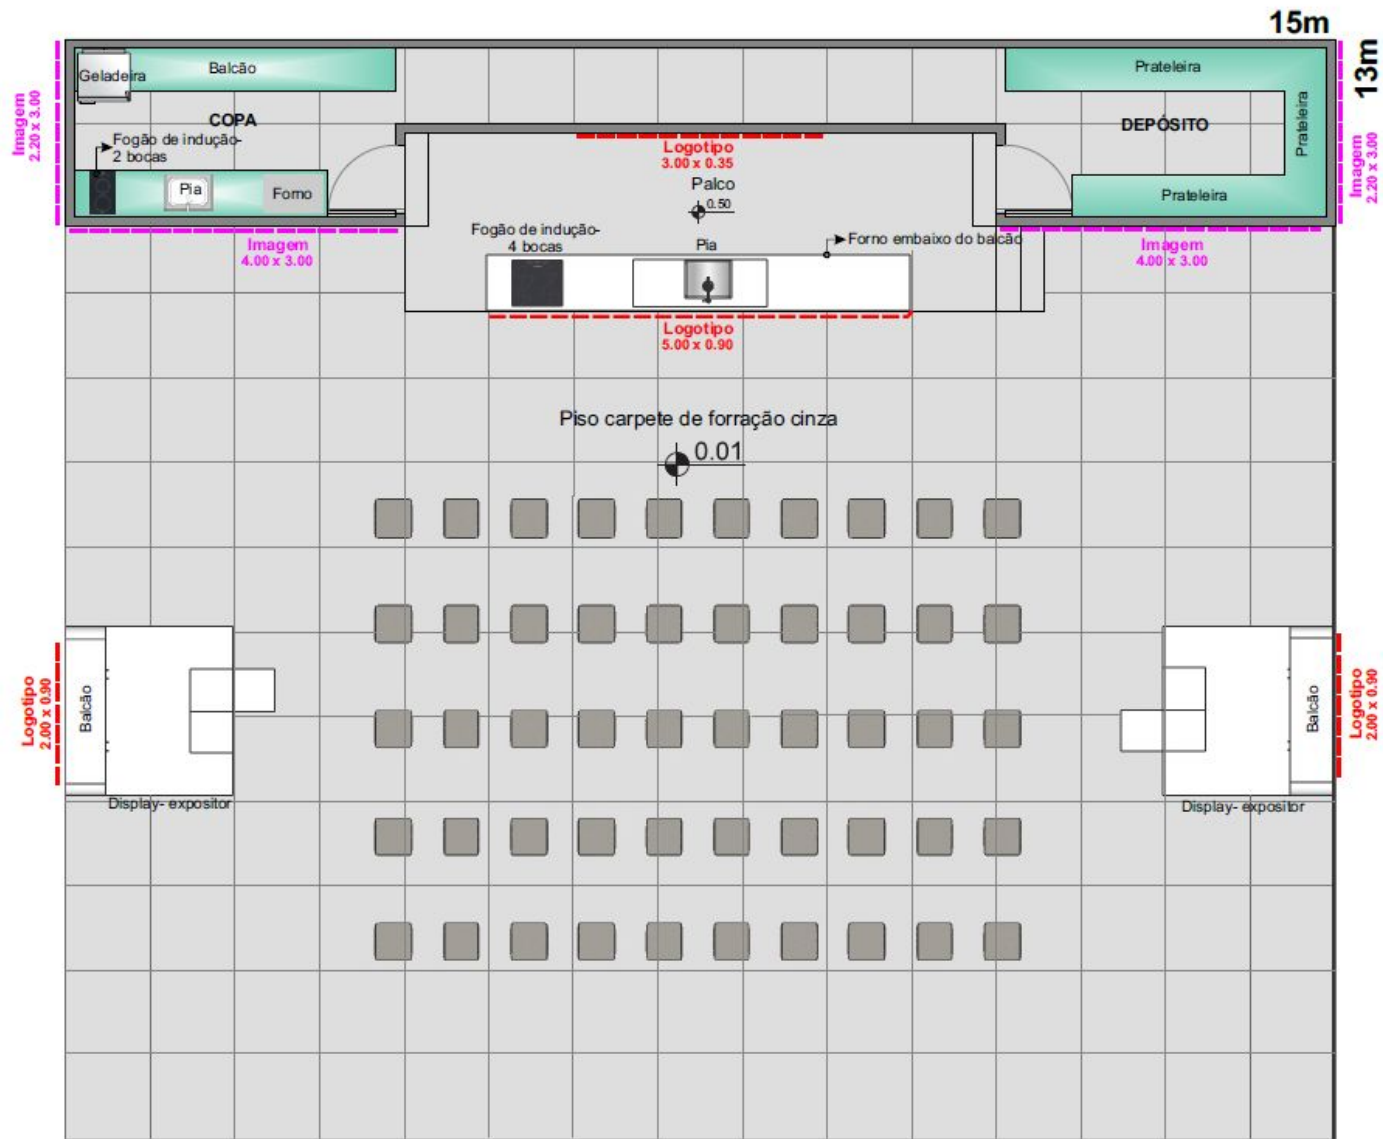 15m
13m
Geladeira
Balcão
Prateleira
COPA
DEPÓSITO
Prateleira
Imagem
2.20 x 3.00
Fogão de indução-
2 bocas
Logotipo
3.00 x 0.35
Imagem
2.20 x 3.00
Pia
Forno
Palco
0.50
Prateleira
Fogão de indução-
4 bocas
Pia
Forno embaixo do balcão
Imagem
4.00 x 3.00
Imagem
4.00 x 3.00
Logotipo
5.00 x 0.90
Piso carpete de forração cinza
0.01
Logotipo
2.00 x 0.90
Balcão
Display- expositor
Balcão
Logotipo
2.00 x 0.90
Display- expositor